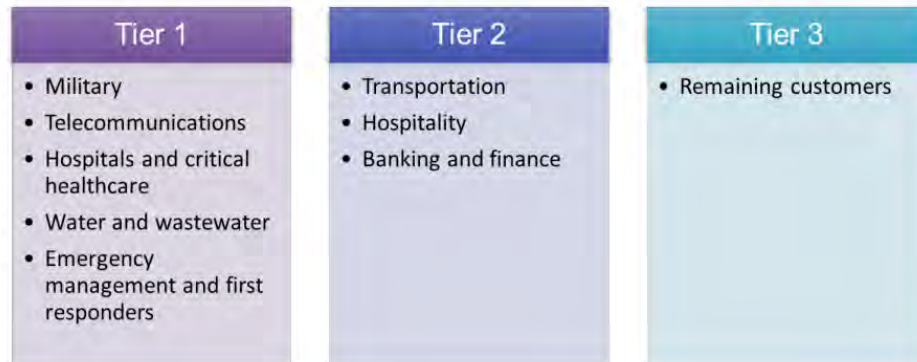 Tier 1
• Military
• Telecommunications
• Hospitals and critical
healthcare
• Water and wastewater
• Emergency
management and first
responders
Tier 2
• Transportation
• Hospitality
• Banking and finance
Tier 3
• Remaining customers